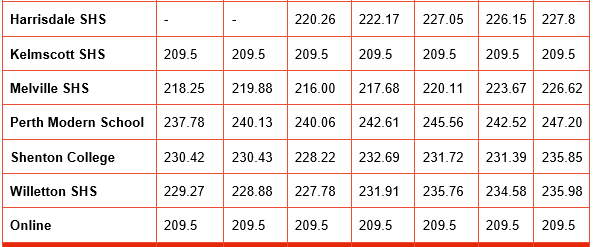 Harrisdale SHS - - 220.26 222.17 227.05 226.15 227.8
Kelmscott SHS 209.5 209.5 209.5 209.5 209.5 209.5 209.5
Melville SHS 218.25 219.88 216.00 217.68 220.11 223.67 226.62
Perth Modern School 237.78 240.13 240.06 242.61 245.56 242.52 247.20
Shenton College 230.42 230.43 228.22 232.69 231.72 231.39 235.85
Willetton SHS 229.27 228.88 227.78 231.91 235.76 234.58 235.98
Online 209.5 209.5 209.5 209.5 209.5 209.5 209.5